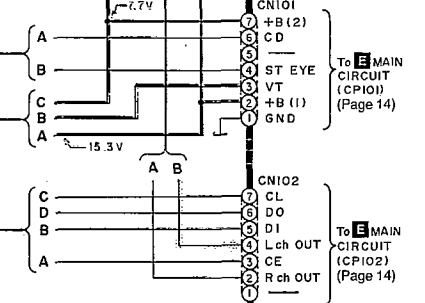 7.7V
CN101
7 +B(2)
A 6 CD
5
B 4 ST EYE
C 3 VT
B 2 +B(1)
A 1 GND
15.3V
To E MAIN
CIRCUIT
(CP101)
(Page 14)
A B
CN102
C 7 CL
D 6 DO
B 5 DI
4 Lch OUT
A 3 CE
2 Rch OUT
1
To E MAIN
CIRCUIT
(CP102)
(Page 14)